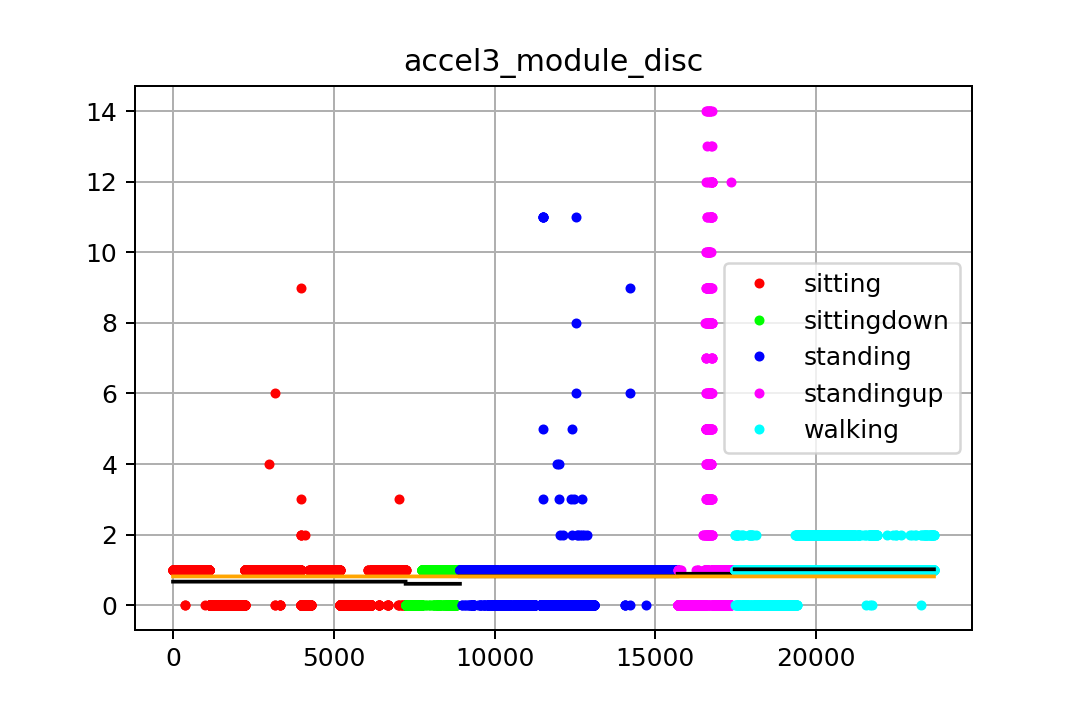 accel3_module_disc
14
12
10
8
6
4
2
0
sitting
sittingdown
standing
standingup
walking
0 5000 10000 15000 20000